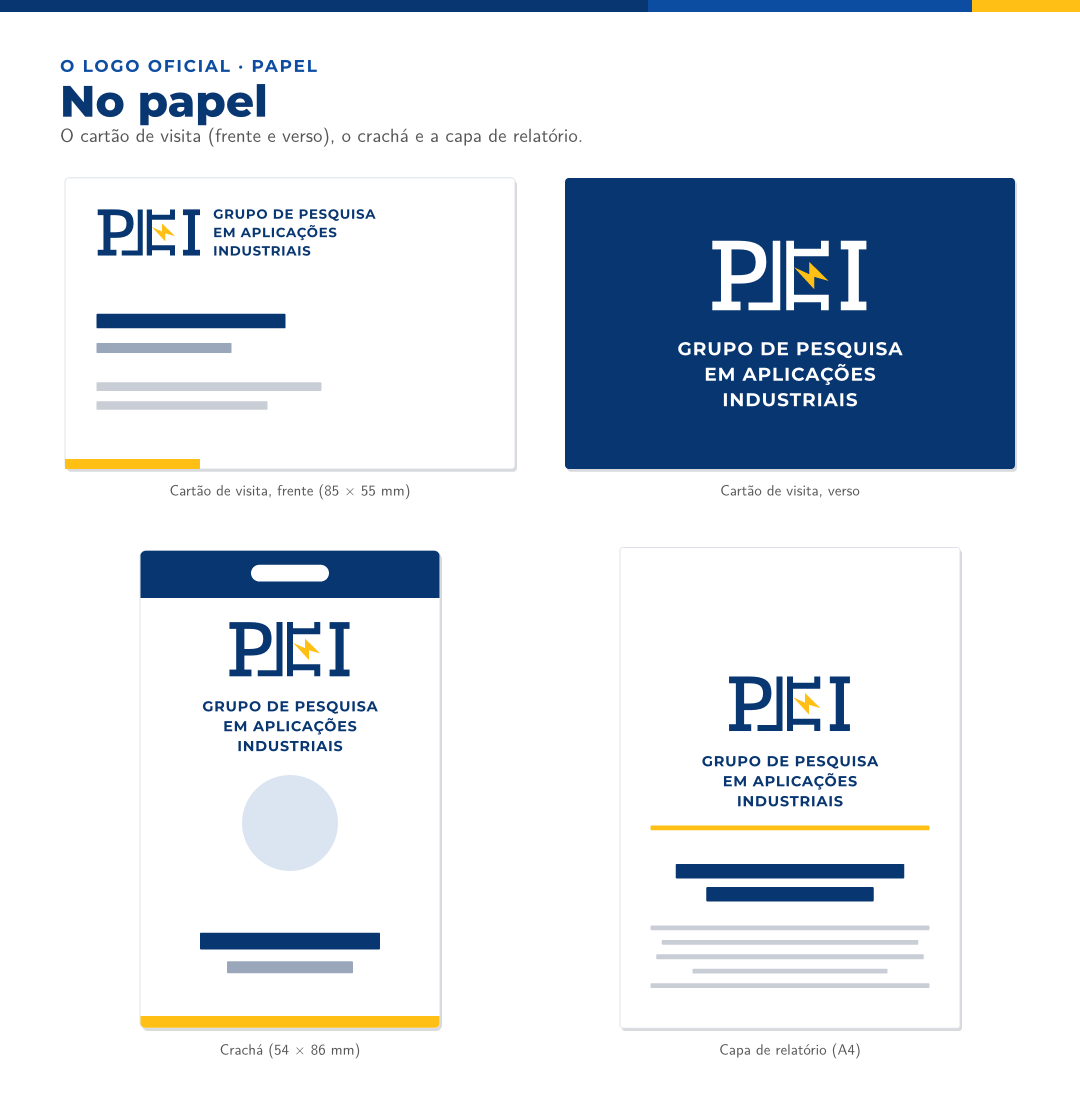 O LOGO OFICIAL · PAPEL
No papel
O cartão de visita (frente e verso), o crachá e a capa de relatório.
PEI
GRUPO DE PESQUISA
EM APLICAÇÕES
INDUSTRIAIS
Cartão de visita, frente (85 × 55 mm)
PEI
GRUPO DE PESQUISA
EM APLICAÇÕES
INDUSTRIAIS
Cartão de visita, verso
PEI
GRUPO DE PESQUISA
EM APLICAÇÕES
INDUSTRIAIS
Crachá (54 × 86 mm)
PEI
GRUPO DE PESQUISA
EM APLICAÇÕES
INDUSTRIAIS
Capa de relatório (A4)